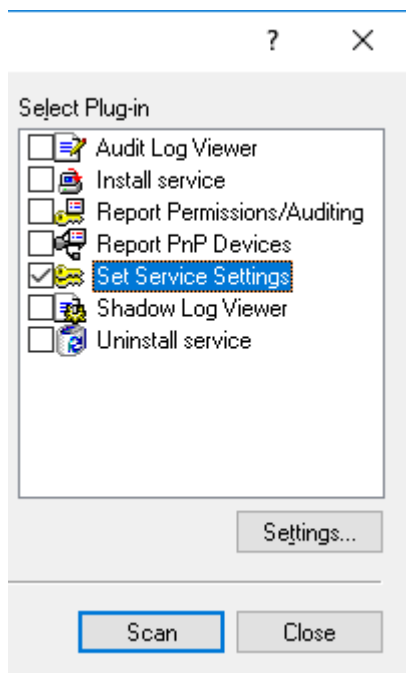 ?
Select Plug-in
Audit Log Viewer
Install service
Report Permissions/Auditing
Report PnP Devices
Set Service Settings
Shadow Log Viewer
Uninstall service
Settings...
Scan Close